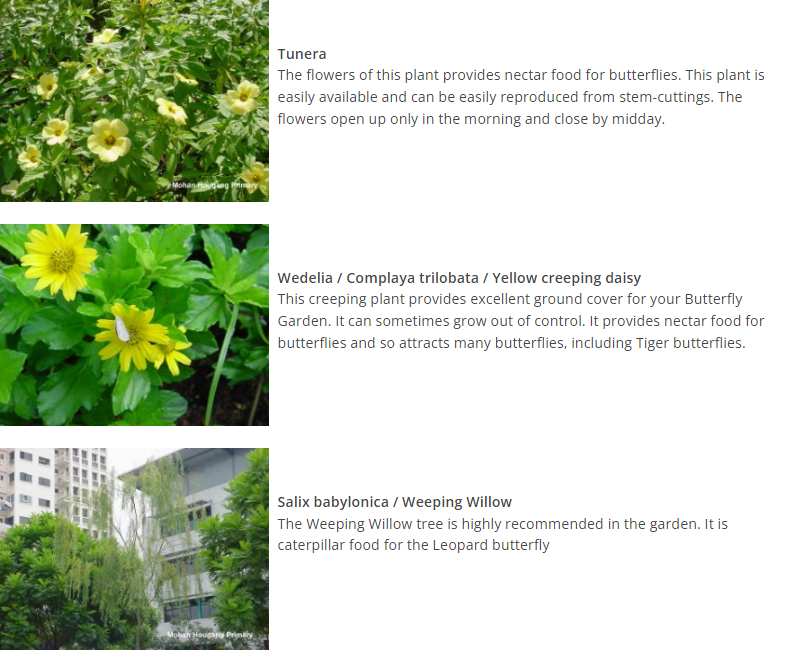 Tunera
The flowers of this plant provides nectar food for butterflies. This plant is
easily available and can be easily reproduced from stem-cuttings. The
flowers open up only in the morning and close by midday.
Mohan Hougang Primary
Wedelia / Complaya trilobata / Yellow creeping daisy
This creeping plant provides excellent ground cover for your Butterfly
Garden. It can sometimes grow out of control. It provides nectar food for
butterflies and so attracts many butterflies, including Tiger butterflies.
Salix babylonica / Weeping Willow
The Weeping Willow tree is highly recommended in the garden. It is
caterpillar food for the Leopard butterfly
Mohan Hougang Primary